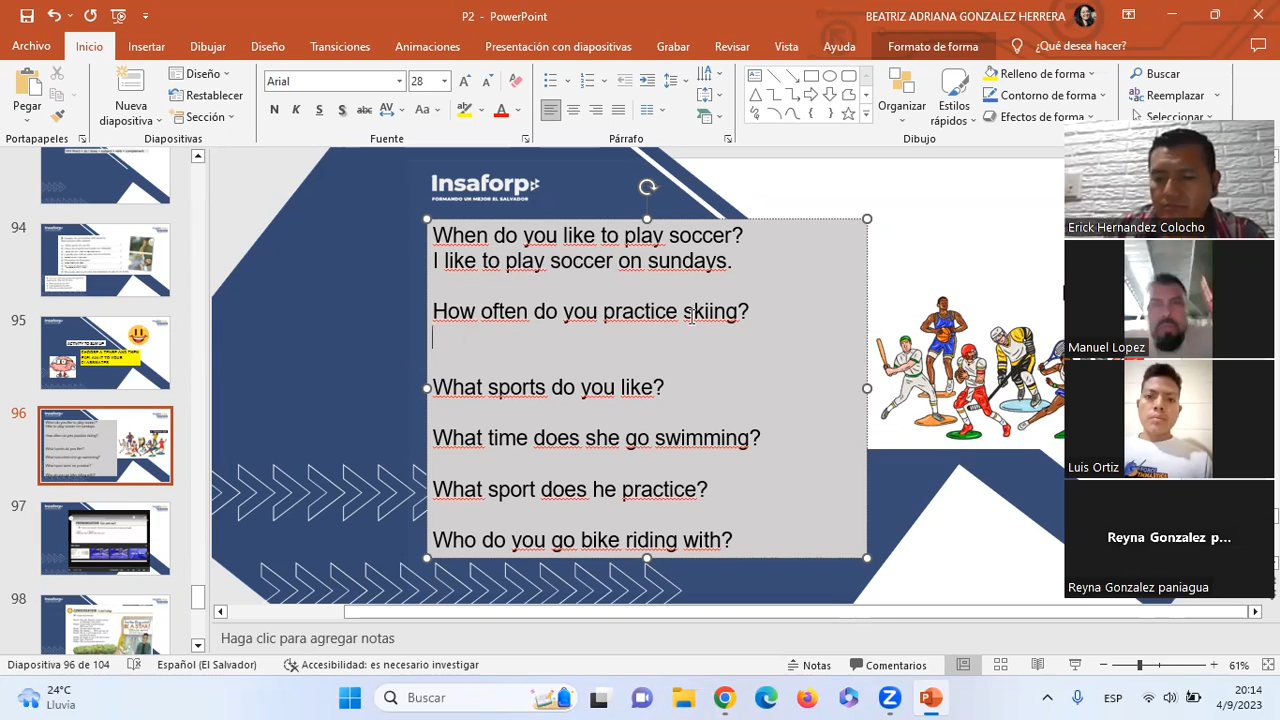 P2 - PowerPoint
BEATRIZ ADRIANA GONZALEZ HERRERA
Archivo Inicio Insertar Dibujar Diseño Transiciones Animaciones Presentación con diapositivas Grabar Revisar Vista Ayuda Formato de forma ¿Qué desea hacer?
Pegar
Portapapeles
Nueva diapositiva
Diseño
Restablecer
Sección
Diapositivas
Arial 28
N K S S abc AV Aa A
Fuente
Párrafo
Organizar
Estilos rápidos
Relleno de forma
Contorno de forma
Efectos de forma
Dibujo
Buscar
Reemplazar
Seleccionar
94
95
96
97
98
Insaforp
FORMANDO UN MEJOR EL SALVADOR
When do you like to play soccer?
I like to play soccer on sundays.
How often do you practice skiing?
What sports do you like?
What time does she go swimming?
What sport does he practice?
Who do you go bike riding with?
Erick Hernandez Colocho
Manuel Lopez
Luis Ortiz
Reyna Gonzalez p...
Reyna Gonzalez paniagua
Haga clic para agregar notas
Diapositiva 96 de 104 Español (El Salvador) Accesibilidad: es necesario investigar Notas Comentarios 61%
24°C
Lluvia
Buscar
ESP
20:14
4/9/2023